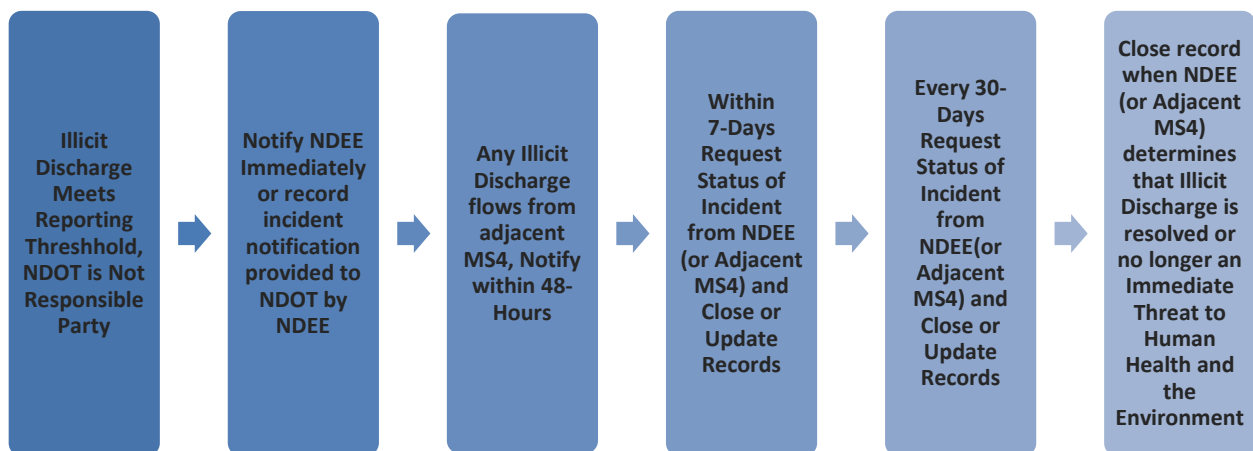 Illicit
Discharge
Meets
Reporting
Threshhold,
NDOT is Not
Responsible
Party
Notify NDEE
Immediately
or record
incident
notification
provided to
NDOT by
NDEE
Any Illicit
Discharge
flows from
adjacent
MS4, Notify
within 48-
Hours
Within
7-Days
Request
Status of
Incident
from NDEE
(or Adjacent
MS4) and
Close or
Update
Records
Every 30-
Days
Request
Status of
Incident
from
NDEE(or
Adjacent
MS4) and
Close or
Update
Records
Close record
when NDEE
(or Adjacent
MS4)
determines
that Illicit
Discharge is
resolved or
no longer an
Immediate
Threat to
Human
Health and
the
Environment